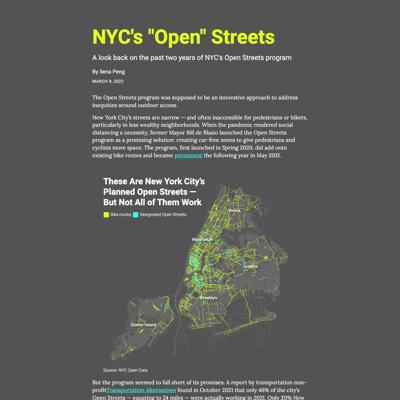 NYC's "Open" Streets
A look back on the past two years of NYC's Open Streets program
By Ilena Peng
MARCH 9, 2022
The Open Streets program was supposed to be an innovative approach to address
inequities around outdoor access.
New York City's streets are narrow — and often inaccessible for pedestrians or bikers,
particularly in less wealthy neighborhoods. When the pandemic rendered social
distancing a necessity, former Mayor Bill de Blasio launched the Open Streets
program as a promising solution: creating car-free zones to give pedestrians and
cyclists more space. The program, first launched in Spring 2020, did add onto
existing bike routes and became permanent the following year in May 2021.
These Are New York City's
Planned Open Streets —
But Not All of Them Work
Bike routes Designated Open Streets
Bronx
Manhattan
Queens
Brooklyn
Staten Island
Source: NYC Open Data
But the program seemed to fall short of its promises. A report by transportation non-
profitTransportation Alternatives found in October 2021 that only 46% of the city's
Open Streets — equating to 24 miles — were actually working in 2021. Only 20% New